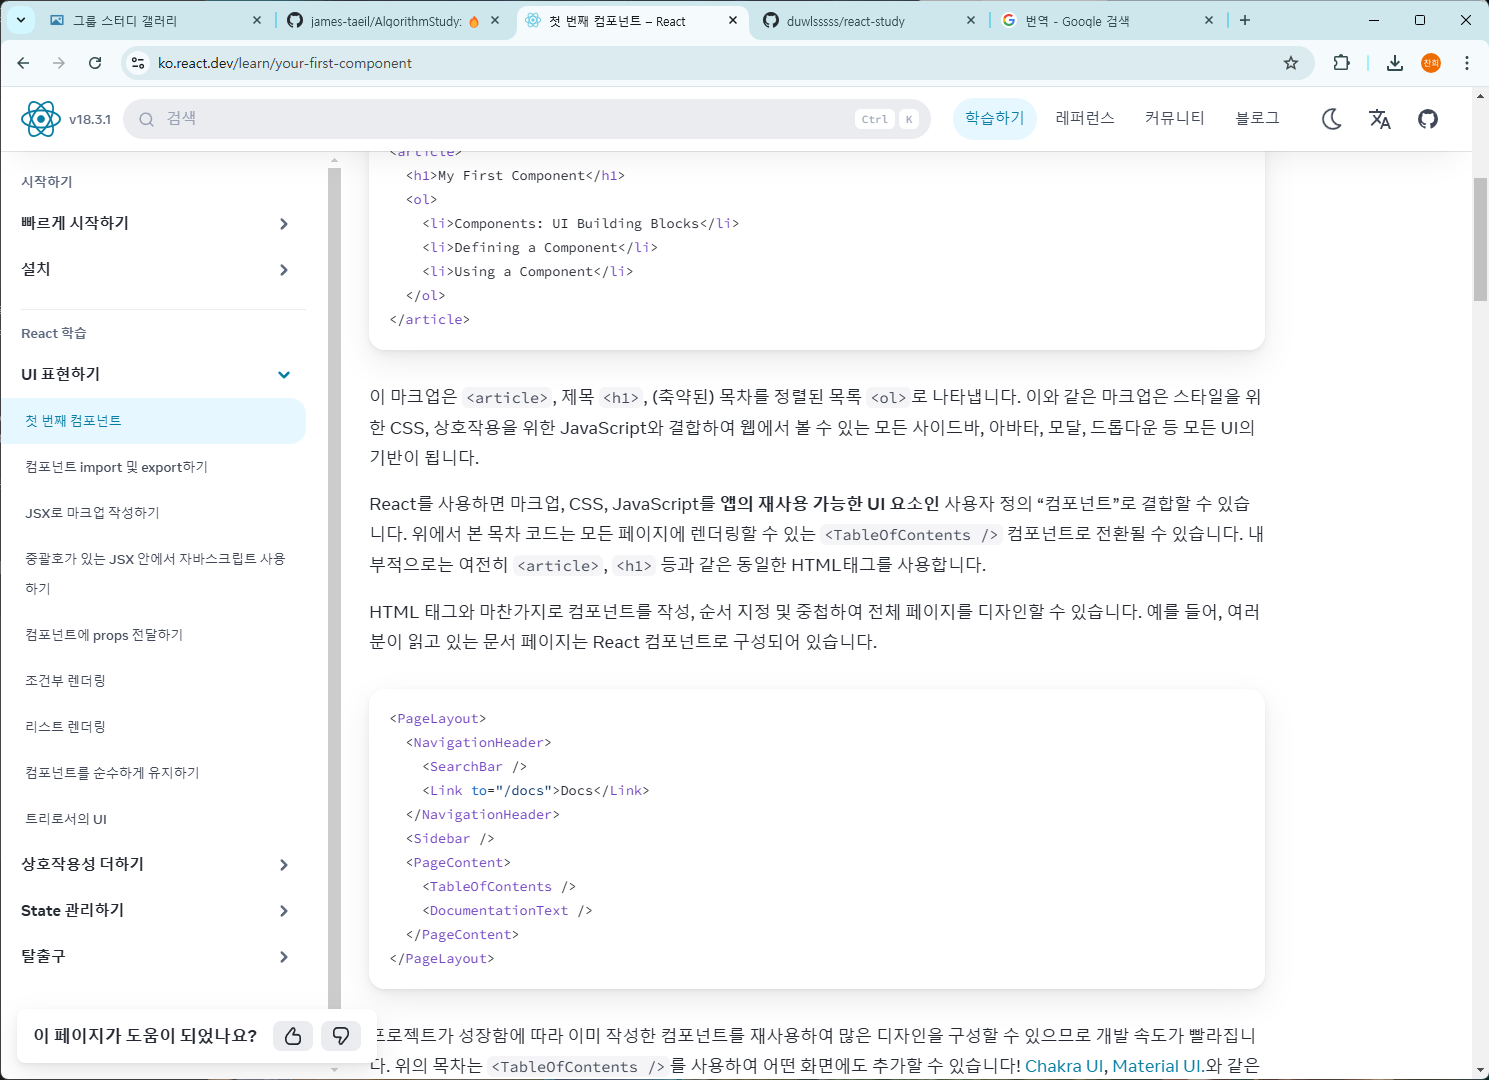 그룹 스터디 갤러리
james-taeil/AlgorithmStudy: 🔥
첫 번째 컴포넌트 – React
duwlsssss/react-study
번역 - Google 검색
ko.react.dev/learn/your-first-component
찬희
v18.3.1
검색
Ctrl K
학습하기
레퍼런스
커뮤니티
블로그
시작하기
빠르게 시작하기
설치
React 학습
UI 표현하기
첫 번째 컴포넌트
컴포넌트 import 및 export하기
JSX로 마크업 작성하기
중괄호가 있는 JSX 안에서 자바스크립트 사용
하기
컴포넌트에 props 전달하기
조건부 렌더링
리스트 렌더링
컴포넌트를 순수하게 유지하기
트리로서의 UI
상호작용성 더하기
State 관리하기
탈출구
이 페이지가 도움이 되었나요?
<article>
<h1>My First Component</h1>
<ol>
<li>Components: UI Building Blocks</li>
<li>Defining a Component</li>
<li>Using a Component</li>
</ol>
</article>
이 마크업은 <article>, 제목 <h1>, (축약된) 목차를 정렬된 목록 <ol> 로 나타냅니다. 이와 같은 마크업은 스타일을 위
한 CSS, 상호작용을 위한 JavaScript와 결합하여 웹에서 볼 수 있는 모든 사이드바, 아바타, 모달, 드롭다운 등 모든 UI의
기반이 됩니다.
React를 사용하면 마크업, CSS, JavaScript를 앱의 재사용 가능한 UI 요소인 사용자 정의 “컴포넌트”로 결합할 수 있습
니다. 위에서 본 목차 코드는 모든 페이지에 렌더링할 수 있는 <TableOfContents /> 컴포넌트로 전환될 수 있습니다. 내
부적으로는 여전히 <article>, <h1> 등과 같은 동일한 HTML태그를 사용합니다.
HTML 태그와 마찬가지로 컴포넌트를 작성, 순서 지정 및 중첩하여 전체 페이지를 디자인할 수 있습니다. 예를 들어, 여러
분이 읽고 있는 문서 페이지는 React 컴포넌트로 구성되어 있습니다.
<PageLayout>
<NavigationHeader>
<SearchBar />
<Link to="/docs">Docs</Link>
</NavigationHeader>
<Sidebar />
<PageContent>
<TableOfContents />
<DocumentationText />
</PageContent>
</PageLayout>
프로젝트가 성장함에 따라 이미 작성한 컴포넌트를 재사용하여 많은 디자인을 구성할 수 있으므로 개발 속도가 빨라집니
다. 위의 목차는 <TableOfContents /> 를 사용하여 어떤 화면에도 추가할 수 있습니다! Chakra UI, Material UI.와 같은